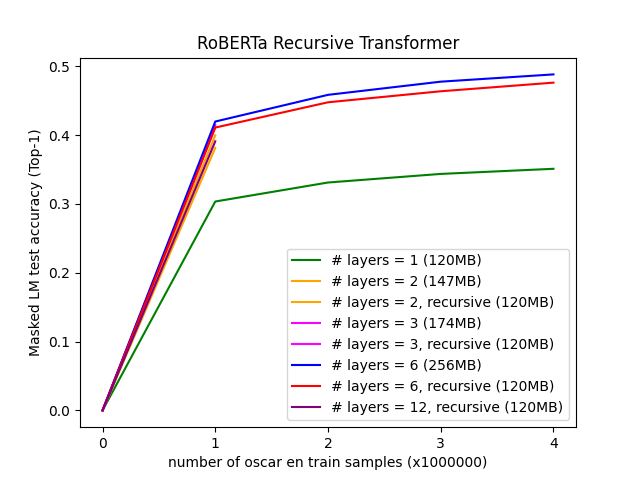 RoBERTa Recursive Transformer
Masked LM test accuracy (Top-1)
0.5
0.4
0.3
0.2
0.1
0.0
# layers = 1 (120MB)
# layers = 2 (147MB)
# layers = 2, recursive (120MB)
# layers = 3 (174MB)
# layers = 3, recursive (120MB)
# layers = 6 (256MB)
# layers = 6, recursive (120MB)
# layers = 12, recursive (120MB)
0 1 2 3 4
number of oscar en train samples (x1000000)